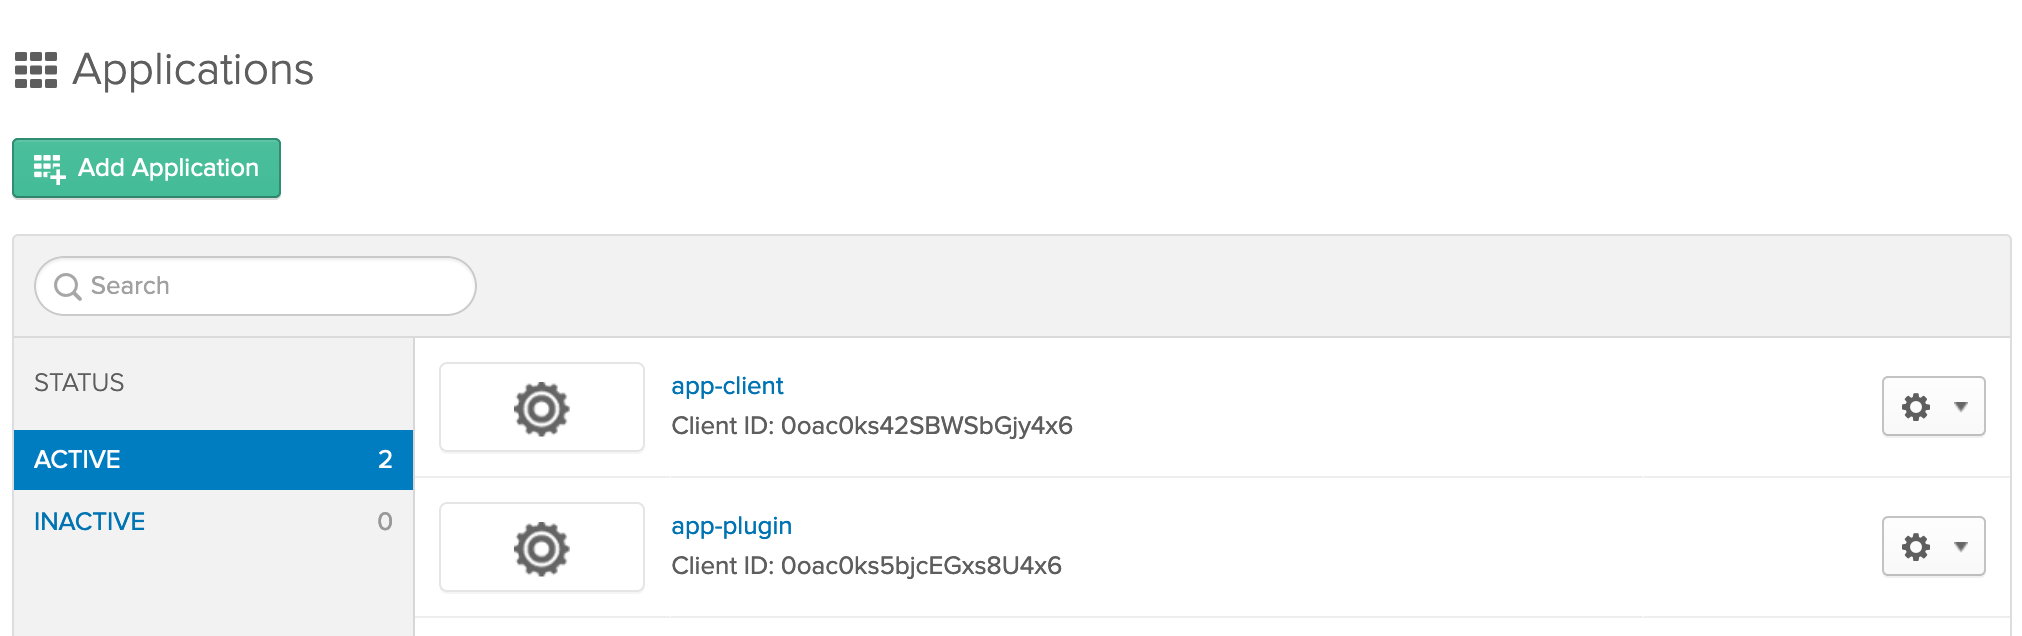 Applications
Add Application
Search
STATUS
ACTIVE 2
INACTIVE 0
app-client
Client ID: 0oac0ks42SBWSbGjy4x6
app-plugin
Client ID: 0oac0ks5bjcEGxs8U4x6